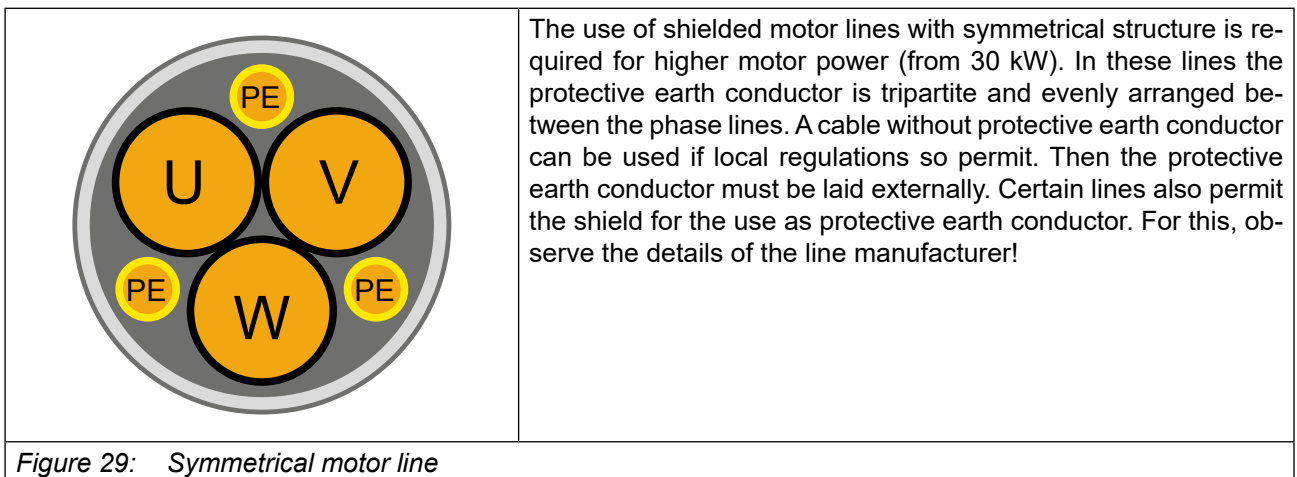 PE
U V
PE PE
W
The use of shielded motor lines with symmetrical structure is re-
quired for higher motor power (from 30 kW). In these lines the
protective earth conductor is tripartite and evenly arranged be-
tween the phase lines. A cable without protective earth conductor
can be used if local regulations so permit. Then the protective
earth conductor must be laid externally. Certain lines also permit
the shield for the use as protective earth conductor. For this, ob-
serve the details of the line manufacturer!
Figure 29: Symmetrical motor line